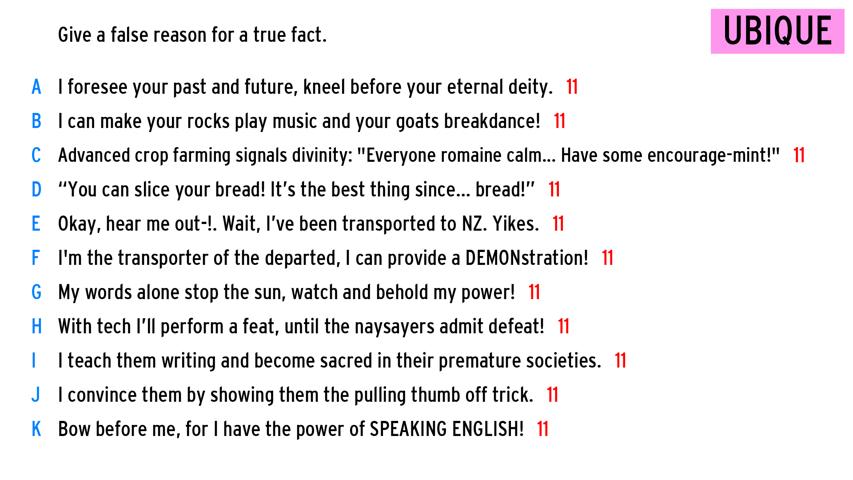 Give a false reason for a true fact.
UBIQUE
A I foresee your past and future, kneel before your eternal deity. 11
B I can make your rocks play music and your goats breakdance! 11
C Advanced crop farming signals divinity: "Everyone romaine calm... Have some encourage-mint!" 11
D “You can slice your bread! It’s the best thing since... bread!” 11
E Okay, hear me out-!. Wait, I’ve been transported to NZ. Yikes. 11
F I'm the transporter of the departed, I can provide a DEMONstration! 11
G My words alone stop the sun, watch and behold my power! 11
H With tech I’ll perform a feat, until the naysayers admit defeat! 11
I I teach them writing and become sacred in their premature societies. 11
J I convince them by showing them the pulling thumb off trick. 11
K Bow before me, for I have the power of SPEAKING ENGLISH! 11